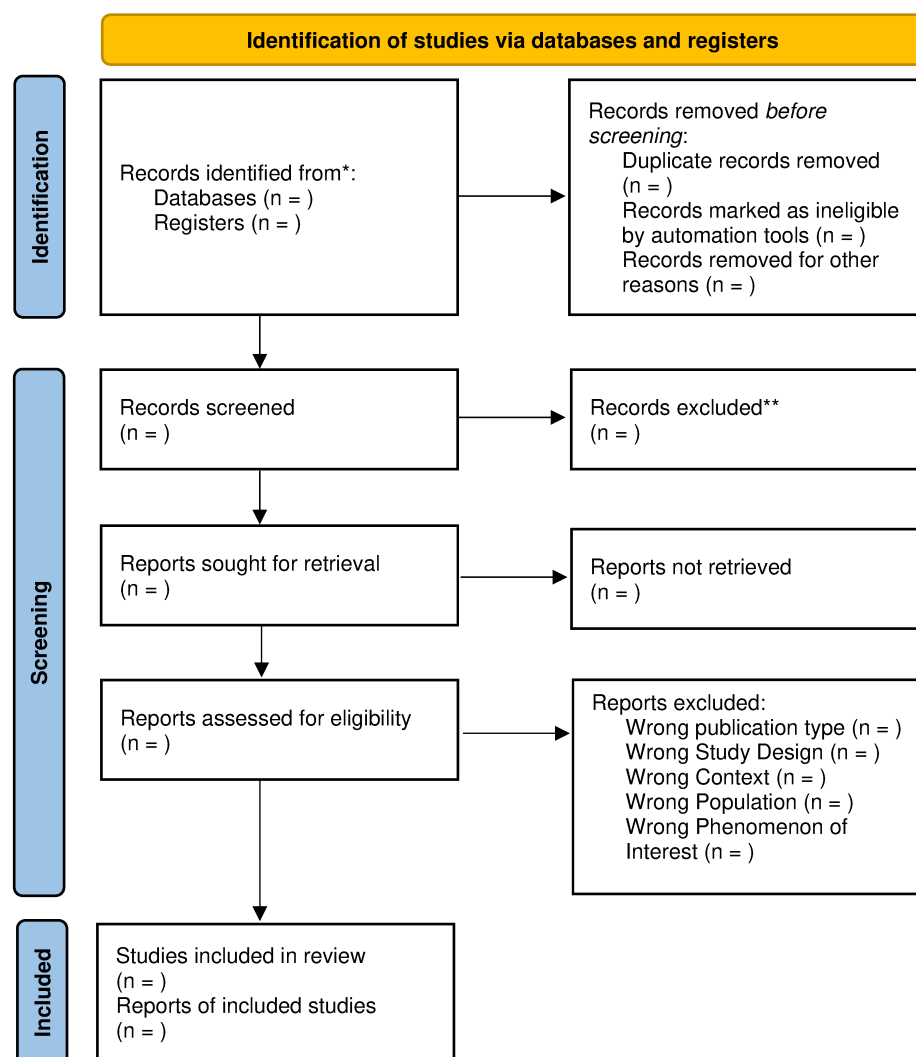 Identification of studies via databases and registers
Identification
Records identified from*:
Databases (n = )
Registers (n = )
Records removed before
screening:
Duplicate records removed
(n = )
Records marked as ineligible
by automation tools (n = )
Records removed for other
reasons (n = )
Screening
Records screened
(n = )
Records excluded**
(n = )
Reports sought for retrieval
(n = )
Reports not retrieved
(n = )
Reports assessed for eligibility
(n = )
Reports excluded:
Wrong publication type (n = )
Wrong Study Design (n = )
Wrong Context (n = )
Wrong Population (n = )
Wrong Phenomenon of
Interest (n = )
Included
Studies included in review
(n = )
Reports of included studies
(n = )